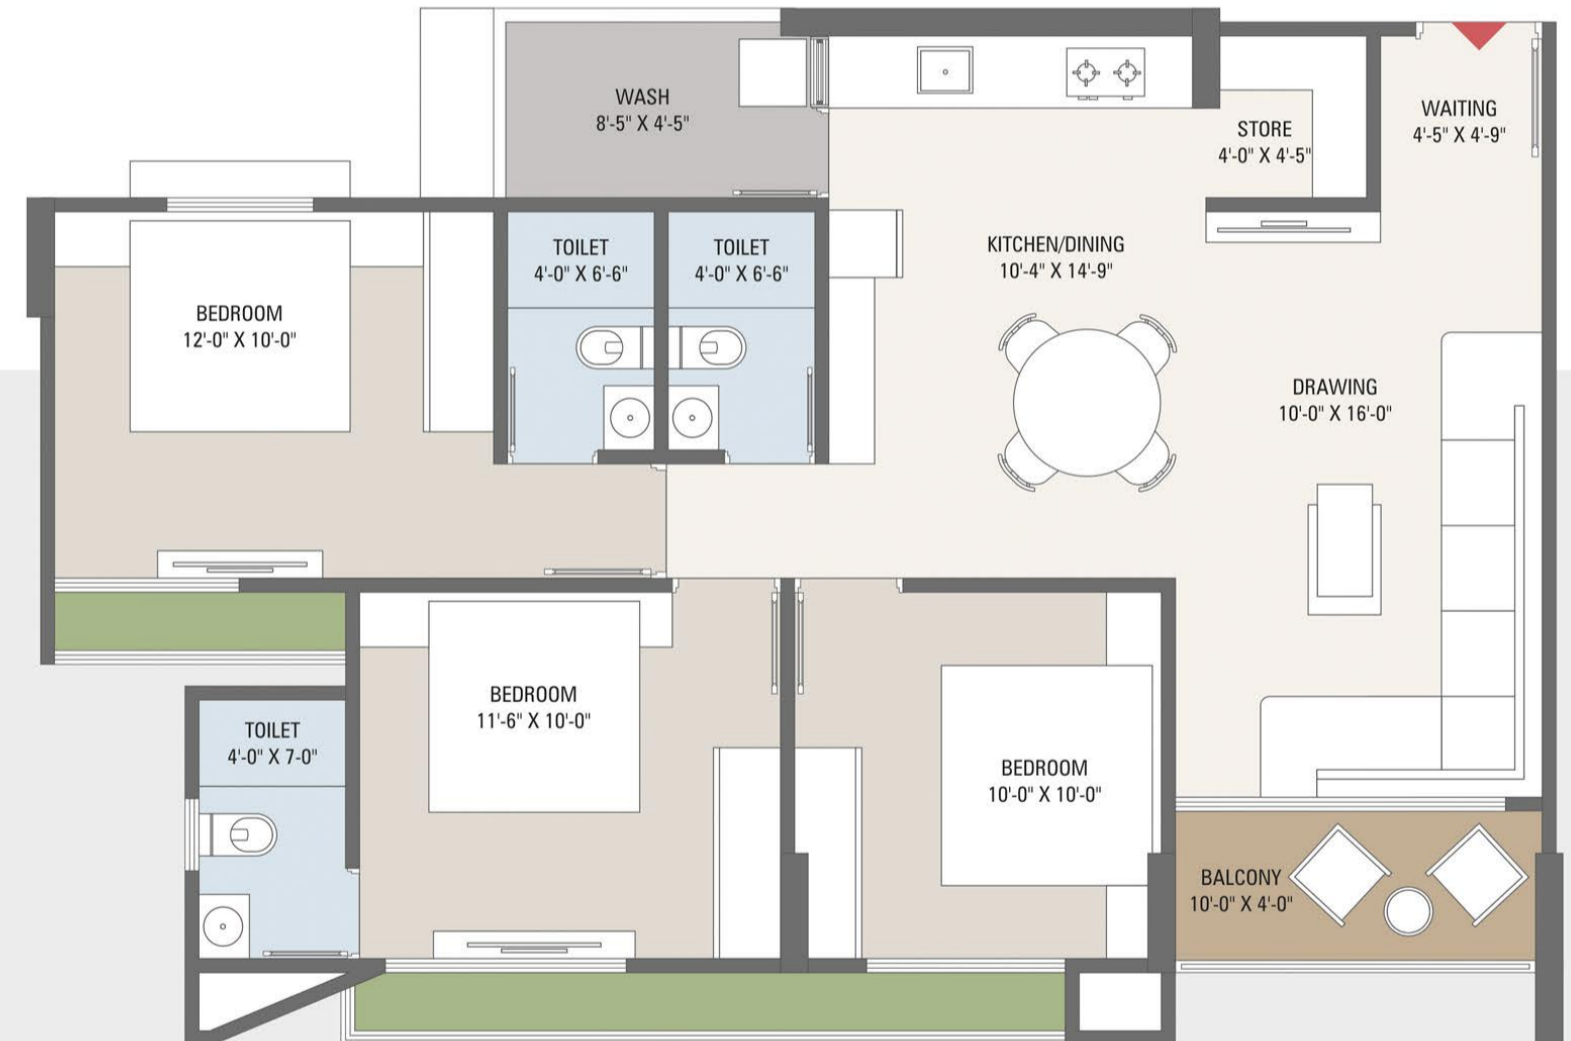 WASH
8'-5" X 4'-5"
STORE
4'-0" X 4'-5"
WAITING
4'-5" X 4'-9"
TOILET
4'-0" X 6'-6"
TOILET
4'-0" X 6'-6"
KITCHEN/DINING
10'-4" X 14'-9"
BEDROOM
12'-0" X 10'-0"
DRAWING
10'-0" X 16'-0"
BEDROOM
11'-6" X 10'-0"
TOILET
4'-0" X 7-0"
BEDROOM
10'-0" X 10'-0"
BALCONY
10'-0" X 4'-0"